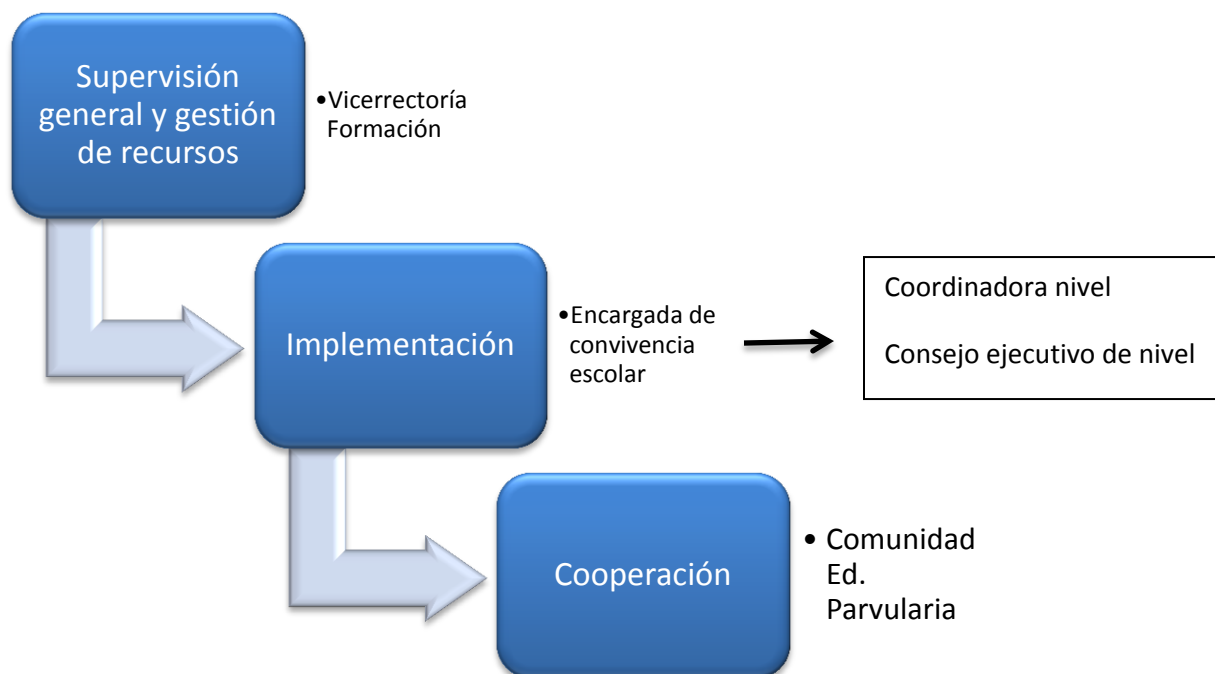 Supervisión
general y gestión
de recursos
•Vicerrectoría
Formación
Implementación
•Encargada de
convivencia
escolar
Coordinadora nivel
Consejo ejecutivo de nivel
Cooperación
• Comunidad
Ed.
Parvularia